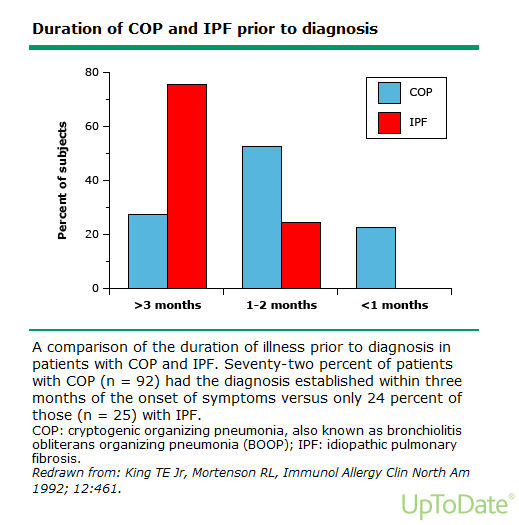 Duration of COP and IPF prior to diagnosis
80
60
40
20
0
Percent of subjects
COP
IPF
>3 months
1-2 months
<1 months
A comparison of the duration of illness prior to diagnosis in
patients with COP and IPF. Seventy-two percent of patients
with COP (n = 92) had the diagnosis established within three
months of the onset of symptoms versus only 24 percent of
those (n = 25) with IPF.
COP: cryptogenic organizing pneumonia, also known as bronchiolitis
obliterans organizing pneumonia (BOOP); IPF: idiopathic pulmonary
fibrosis.
Redrawn from: King TE Jr, Mortenson RL, Immunol Allergy Clin North Am
1992; 12:461.
UpToDate®